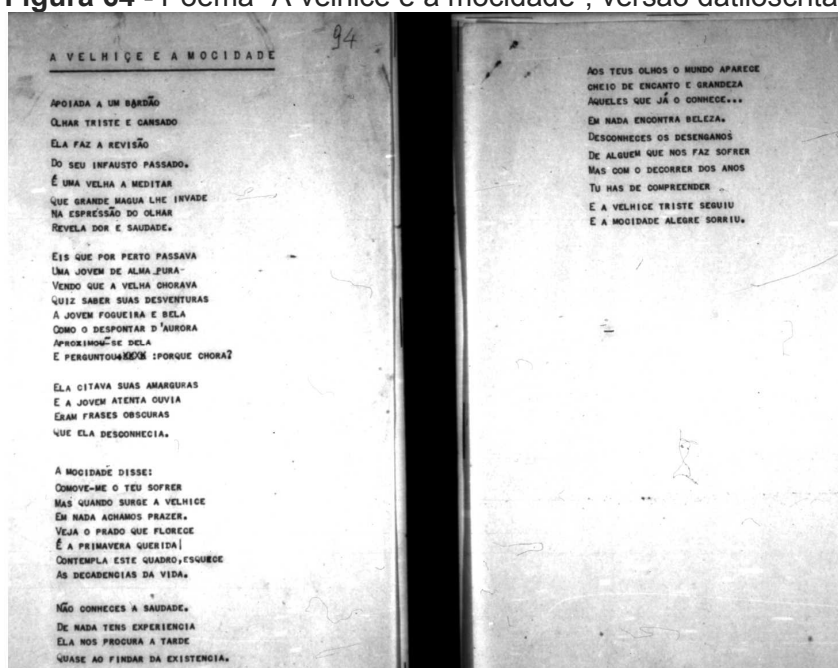 Figura 64 - Poema "A velhice e a mocidade", versão datiloscrita
94
A VELHIÇE E A MOCIDADE
APOIADA A UM BARDÃO
OLHAR TRISTE E CANSADO
ELA FAZ A REVISÃO
DO SEU INFAUSTO PASSADO.
É UMA VELHA A MEDITAR
QUE GRANDE MAGUA LHE INVADE
NA ESPRESSÃO DO OLHAR
REVELA DOR E SAUDADE.
EIS QUE POR PERTO PASSAVA
UMA JOVEM DE ALMA PURA-
VENDO QUE A VELHA CHORAVA
QUIZ SABER SUAS DESVENTURAS
A JOVEM FOGUEIRA E BELA
COMO O DESPONTAR D'AURORA
APROXIMOU-SE DELA
E PERGUNTOU :PORQUE CHORA?
ELA CITAVA SUAS AMARGURAS
E A JOVEM ATENTA OUVIA
ERAM FRASES OBSCURAS
QUE ELA DESCONHECIA.
A MOCIDADE DISSE:
COMOVE-ME O TEU SOFRER
MAS QUANDO SURGE A VELHICE
EM NADA ACHAMOS PRAZER.
VEJA O PRADO QUE FLORECE
É A PRIMAVERA QUERIDA!
CONTEMPLA ESTE QUADRO,ESQUECE
AS DECADENCIAS DA VIDA.
NÃO CONHECES A SAUDADE.
DE NADA TENS EXPERIENCIA
ELA NOS PROCURA A TARDE
QUASE AO FINDAR DA EXISTENCIA.
AOS TEUS OLHOS O MUNDO APARECE
CHEIO DE ENCANTO E GRANDEZA
AQUELES QUE JÁ O CONHECE...
EM NADA ENCONTRA BELEZA.
DESCONHECES OS DESENGANOS
DE ALGUEM QUE NOS FAZ SOFRER
MAS COM O DECORRER DOS ANOS
TU HAS DE COMPREENDER
E A VELHICE TRISTE SEGUIU
E A MOCIDADE ALEGRE SORRIU.